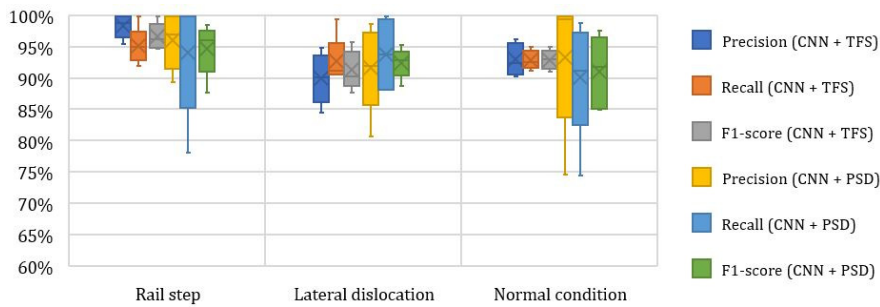 100%
95%
90%
85%
80%
75%
70%
65%
60%
Rail step
Lateral dislocation
Normal condition
Precision (CNN + TFS)
Recall (CNN + TFS)
F1-score (CNN + TFS)
Precision (CNN + PSD)
Recall (CNN + PSD)
F1-score (CNN + PSD)